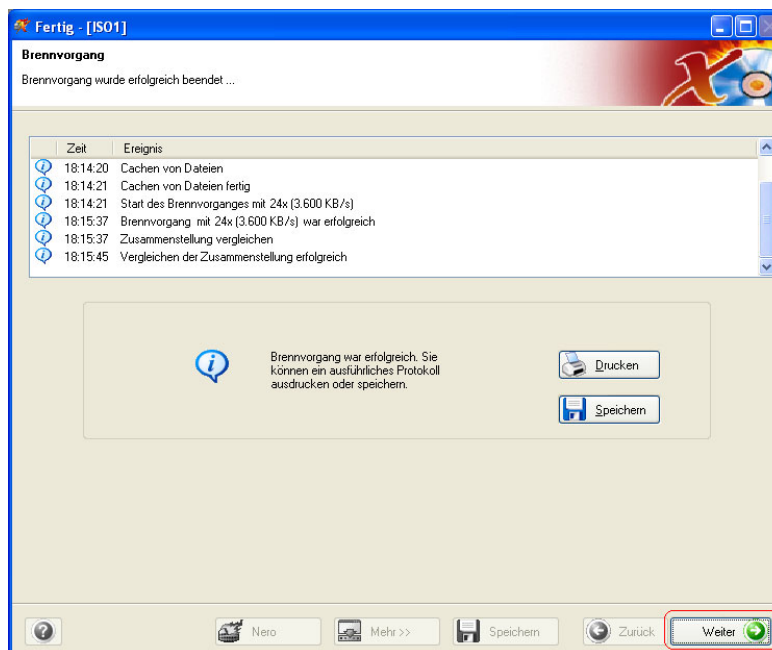 Fertig - [ISO1]
Brennvorgang
Brennvorgang wurde erfolgreich beendet ...
Zeit Ereignis
18:14:20 Cachen von Dateien
18:14:21 Cachen von Dateien fertig
18:14:21 Start des Brennvorganges mit 24x (3.600 KB/s)
18:15:37 Brennvorgang mit 24x (3.600 KB/s) war erfolgreich
18:15:37 Zusammenstellung vergleichen
18:15:45 Vergleichen der Zusammenstellung erfolgreich
Brennvorgang war erfolgreich. Sie
können ein ausführliches Protokoll
ausdrucken oder speichern.
Drucken
Speichern
Nero Mehr >> Speichern Zurück Weiter